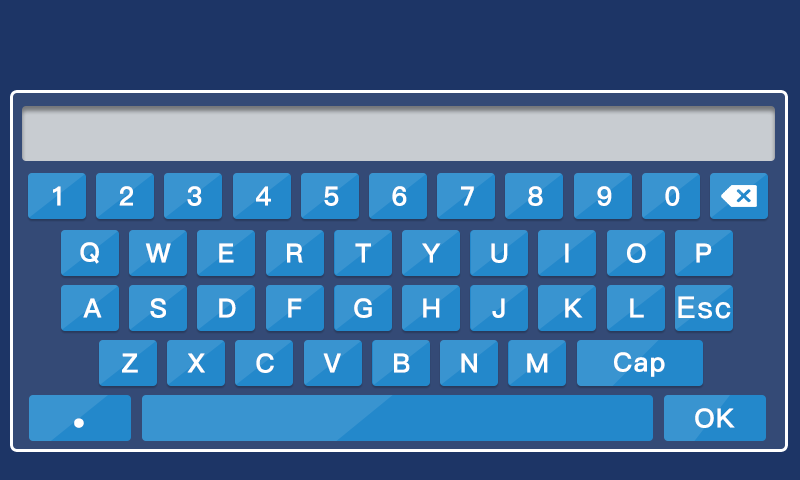 1 2 3 4 5 6 7 8 9 0
Q W E R T Y U I O P
A S D F G H J K L Esc
Z X C V B N M Cap
. OK